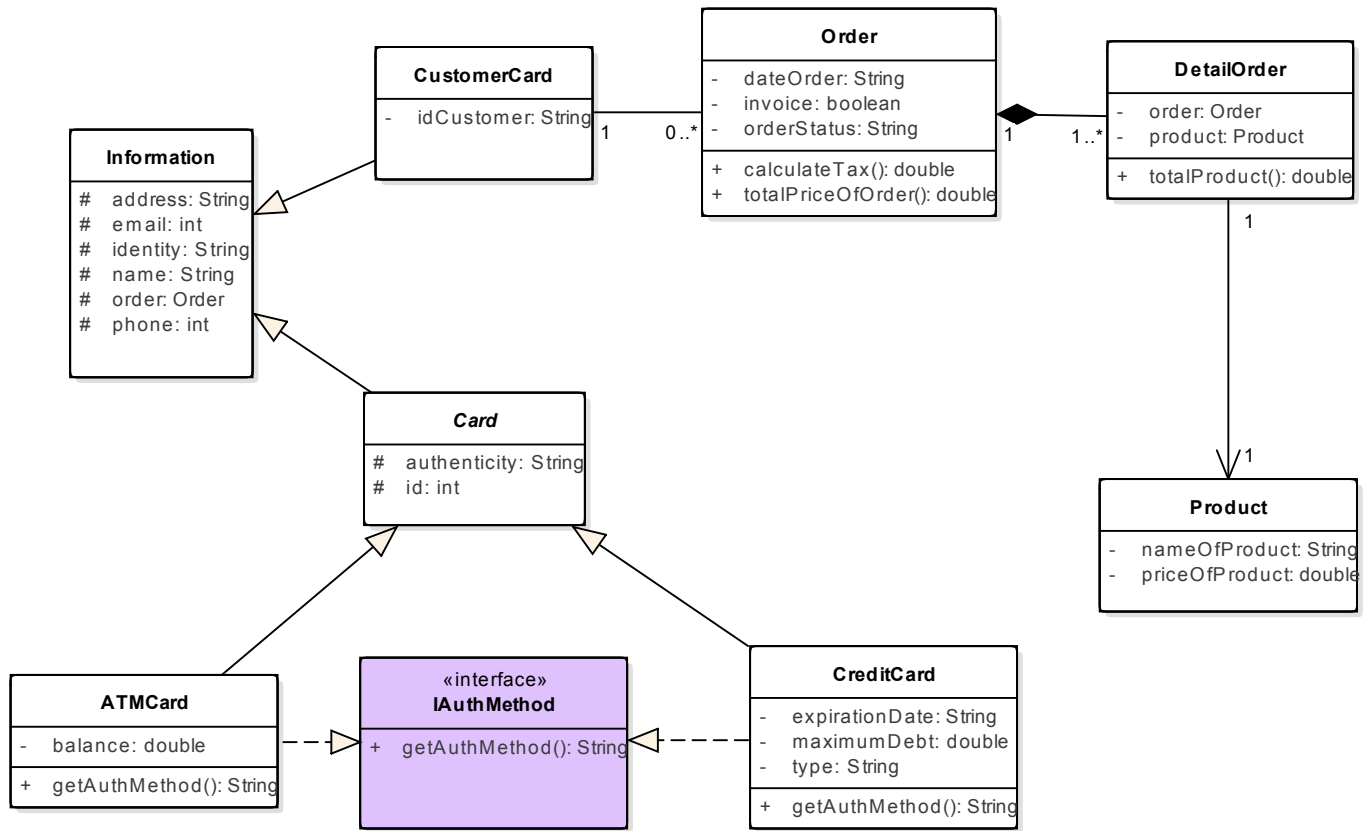 Order
- dateOrder: String
- invoice: boolean
- orderStatus: String
+ calculateTax(): double
+ totalPriceOfOrder(): double
CustomerCard
- idCustomer: String
1
0..*
1
1..*
DetailOrder
- order: Order
- product: Product
+ totalProduct(): double
Information
# address: String
# email: int
# identity: String
# name: String
# order: Order
# phone: int
1
1
Card
# authenticity: String
# id: int
Product
- nameOfProduct: String
- priceOfProduct: double
ATMCard
- balance: double
+ getAuthMethod(): String
«interface»
IAuthMethod
+ getAuthMethod(): String
CreditCard
- expirationDate: String
- maximumDebt: double
- type: String
+ getAuthMethod(): String